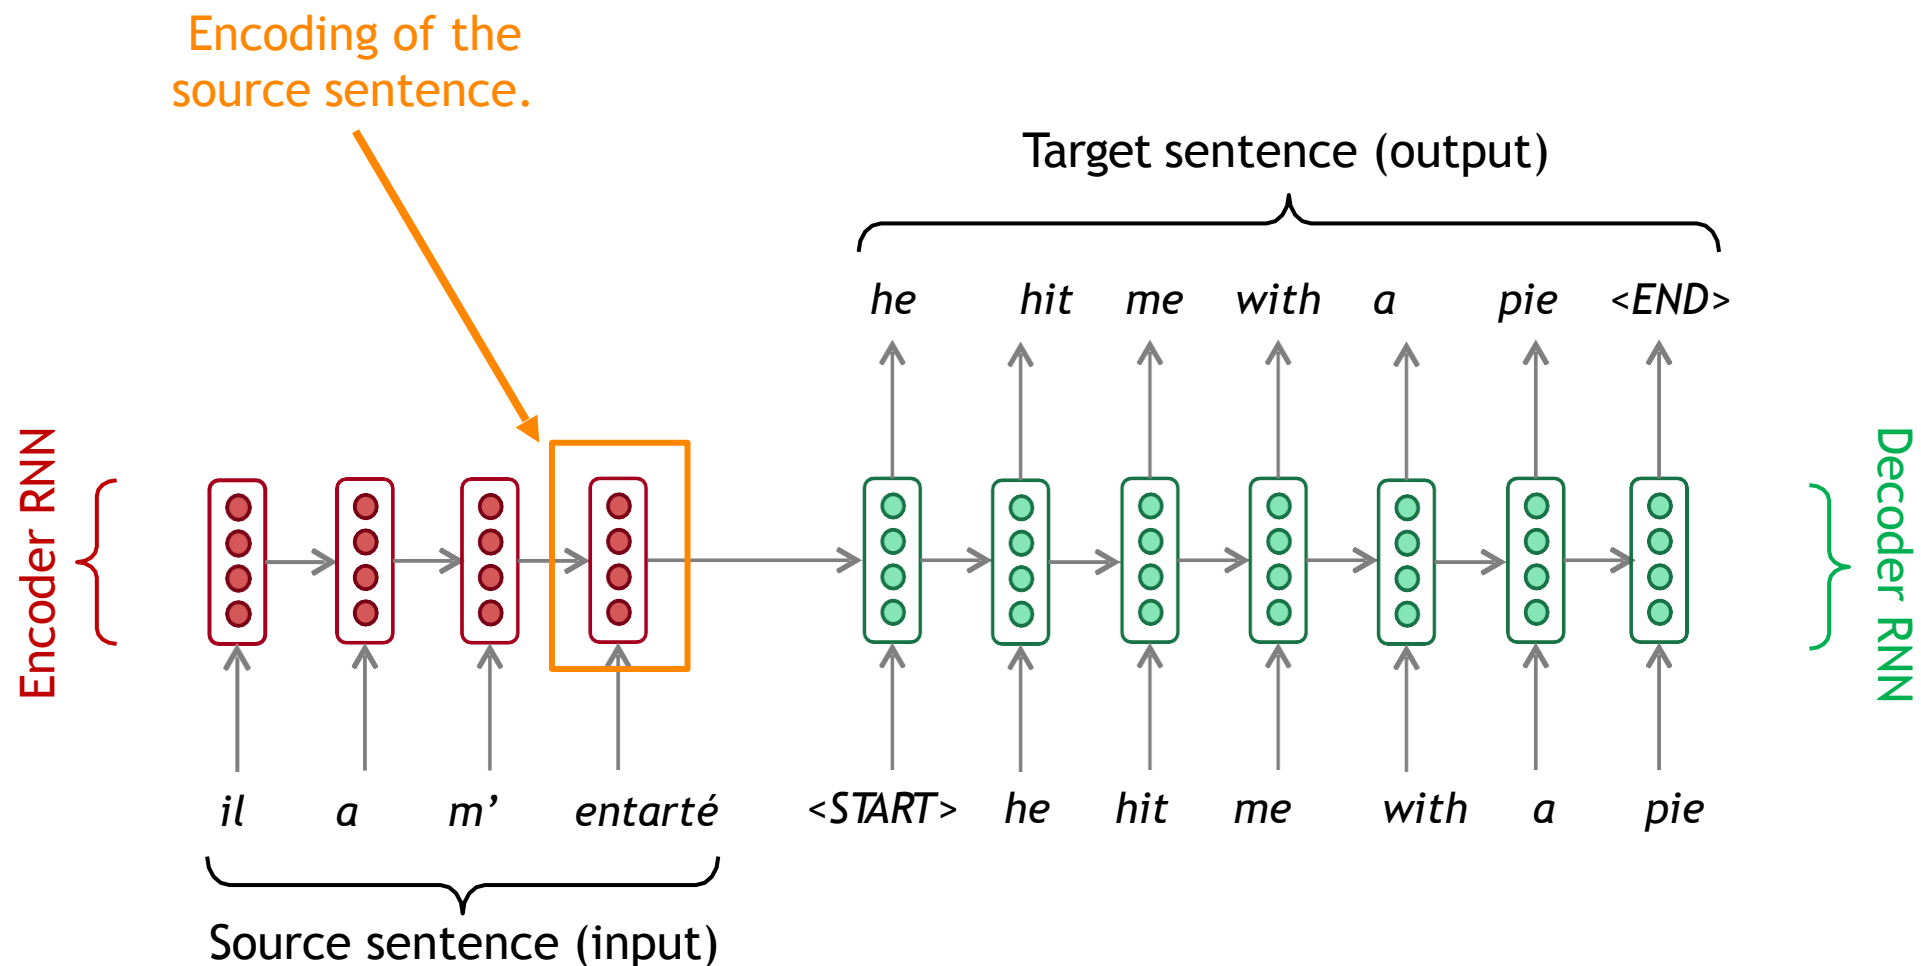 Encoding of the
source sentence.
Target sentence (output)
he hit me with a pie <END>
Encoder RNN
Decoder RNN
il a m’ entarté <START> he hit me with a pie
Source sentence (input)